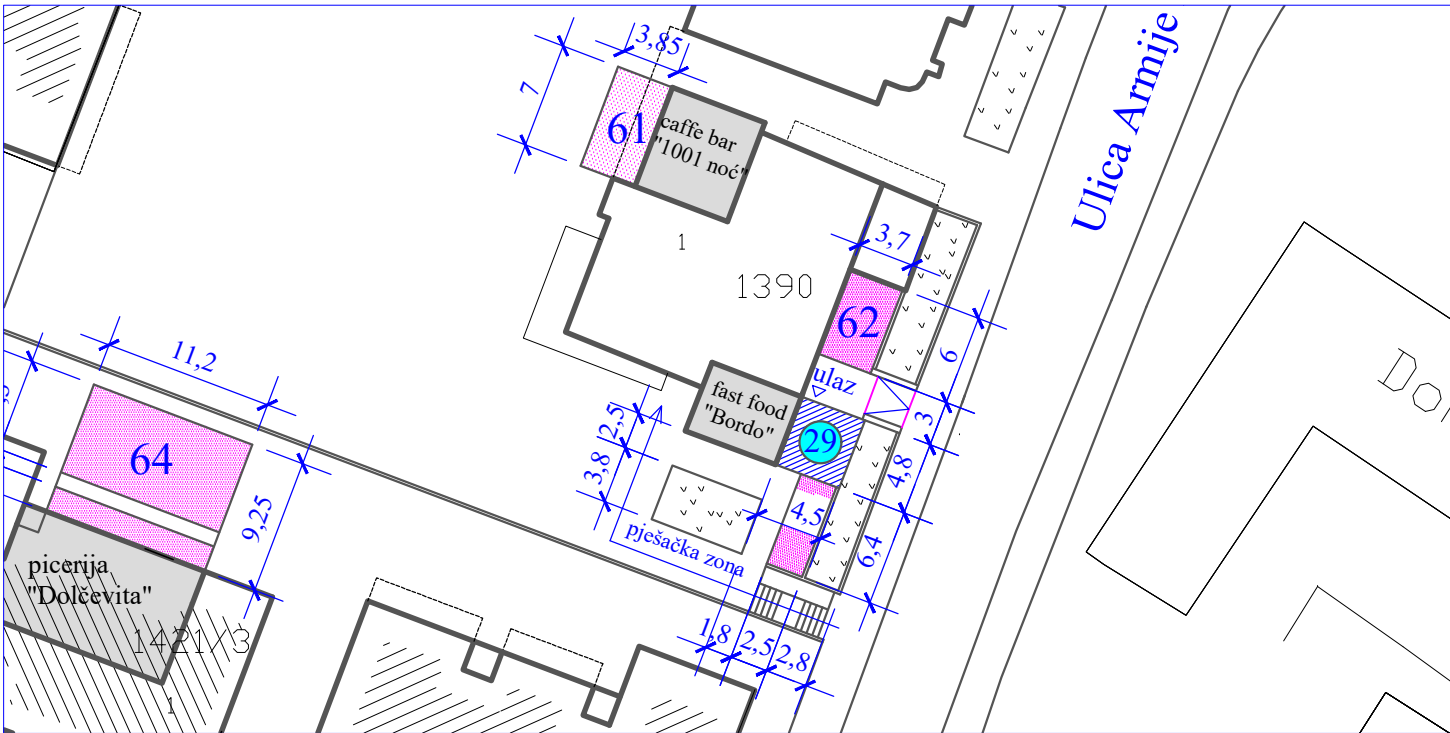 3,85
7
61
caffe bar
"1001 noć"
Ulica Armije
1
1390
3,7
62
6
11,2
ulaz
fast food
"Bordo"
29
3
2,5
3,8
4,8
64
9,25
4,5
6,4
pješačka zona
picerija
"Dolčevita"
1421/3
1
1,8
2,5
2,8